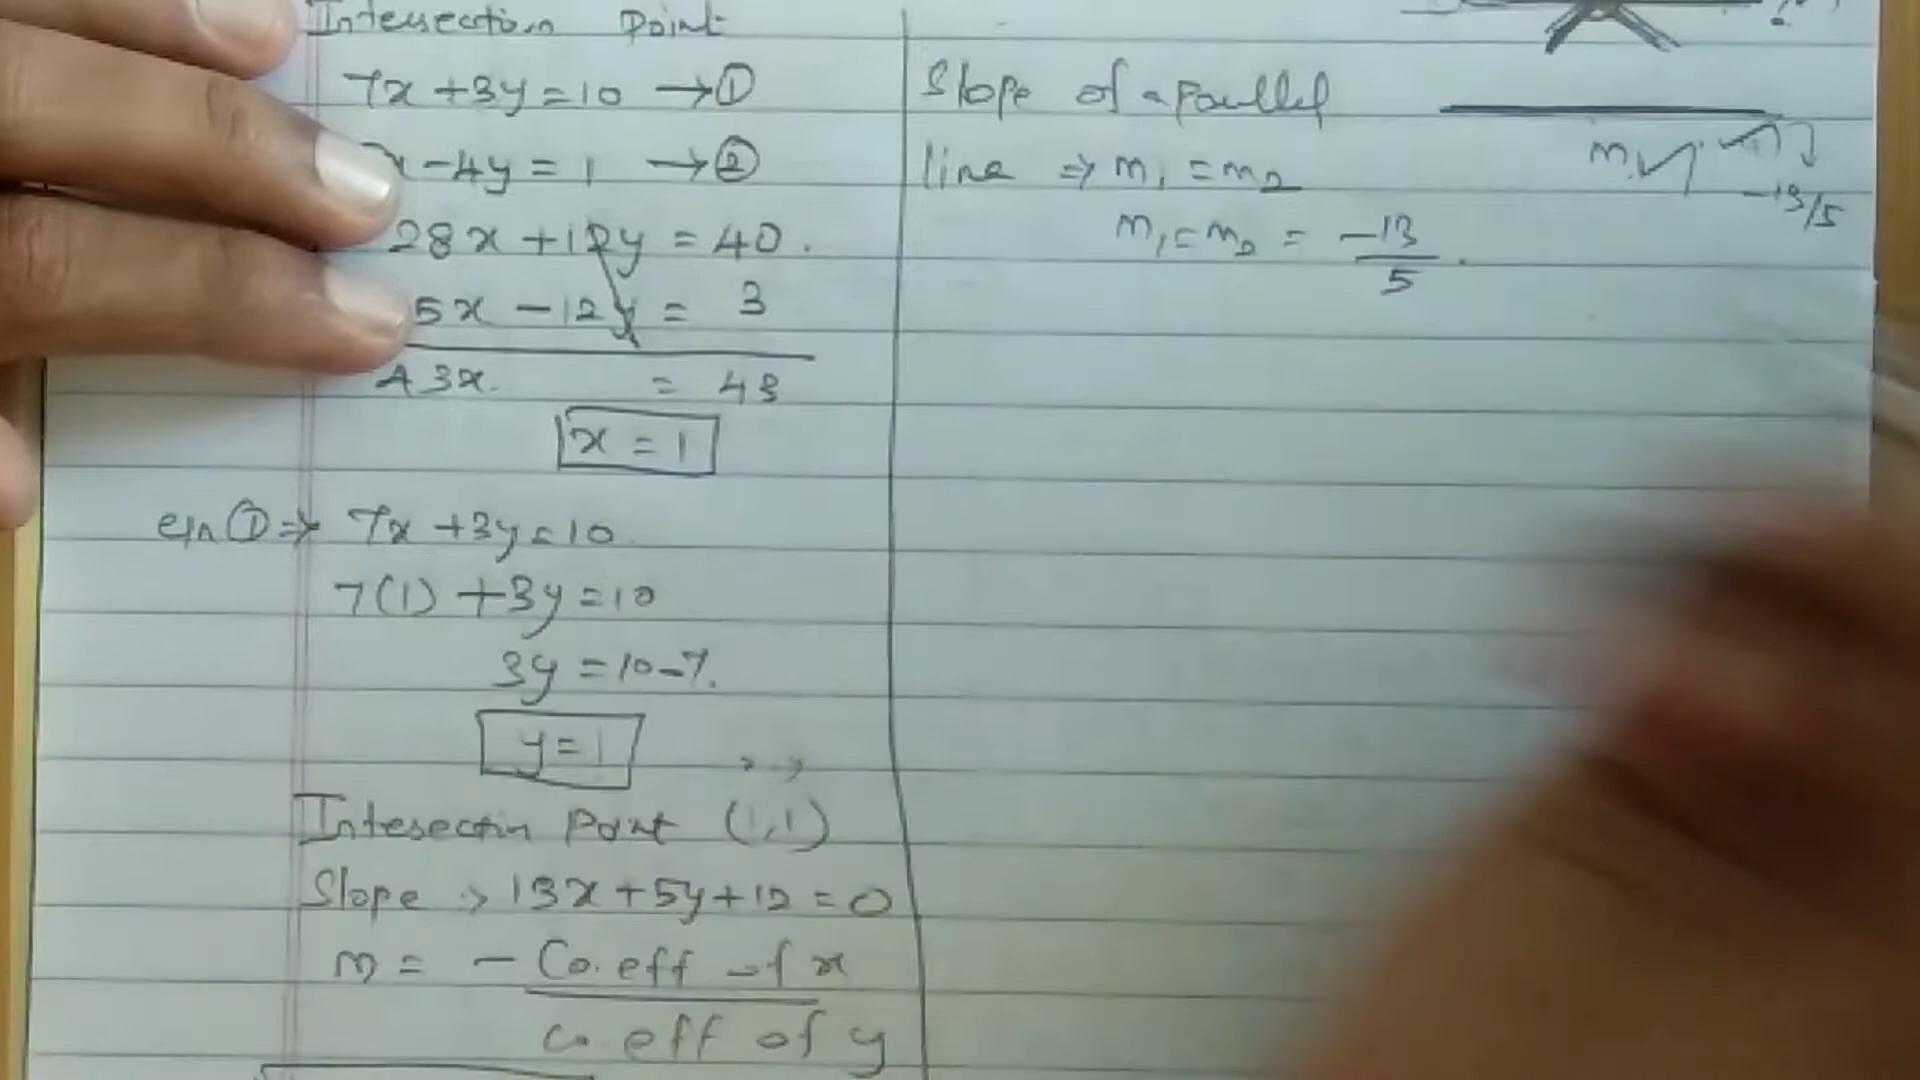 Intersection Point
7x + 3y = 10 → ①
x - 4y = 1 → ②
28x + 12y = 40.
5x - 12y = 3
43x. = 43
x = 1
eqn ① ⇒ 7x + 3y = 10
7(1) + 3y = 10
3y = 10 - 7.
y = 1
Intesection Point (1,1)
Slope :> 13x + 5y + 12 = 0
m = - Co.eff of x
co eff of y
Slope of a Parallel
line ⇒ m₁ = m₂
m₁ = m₂ = -13/5.
m₁
-13/5